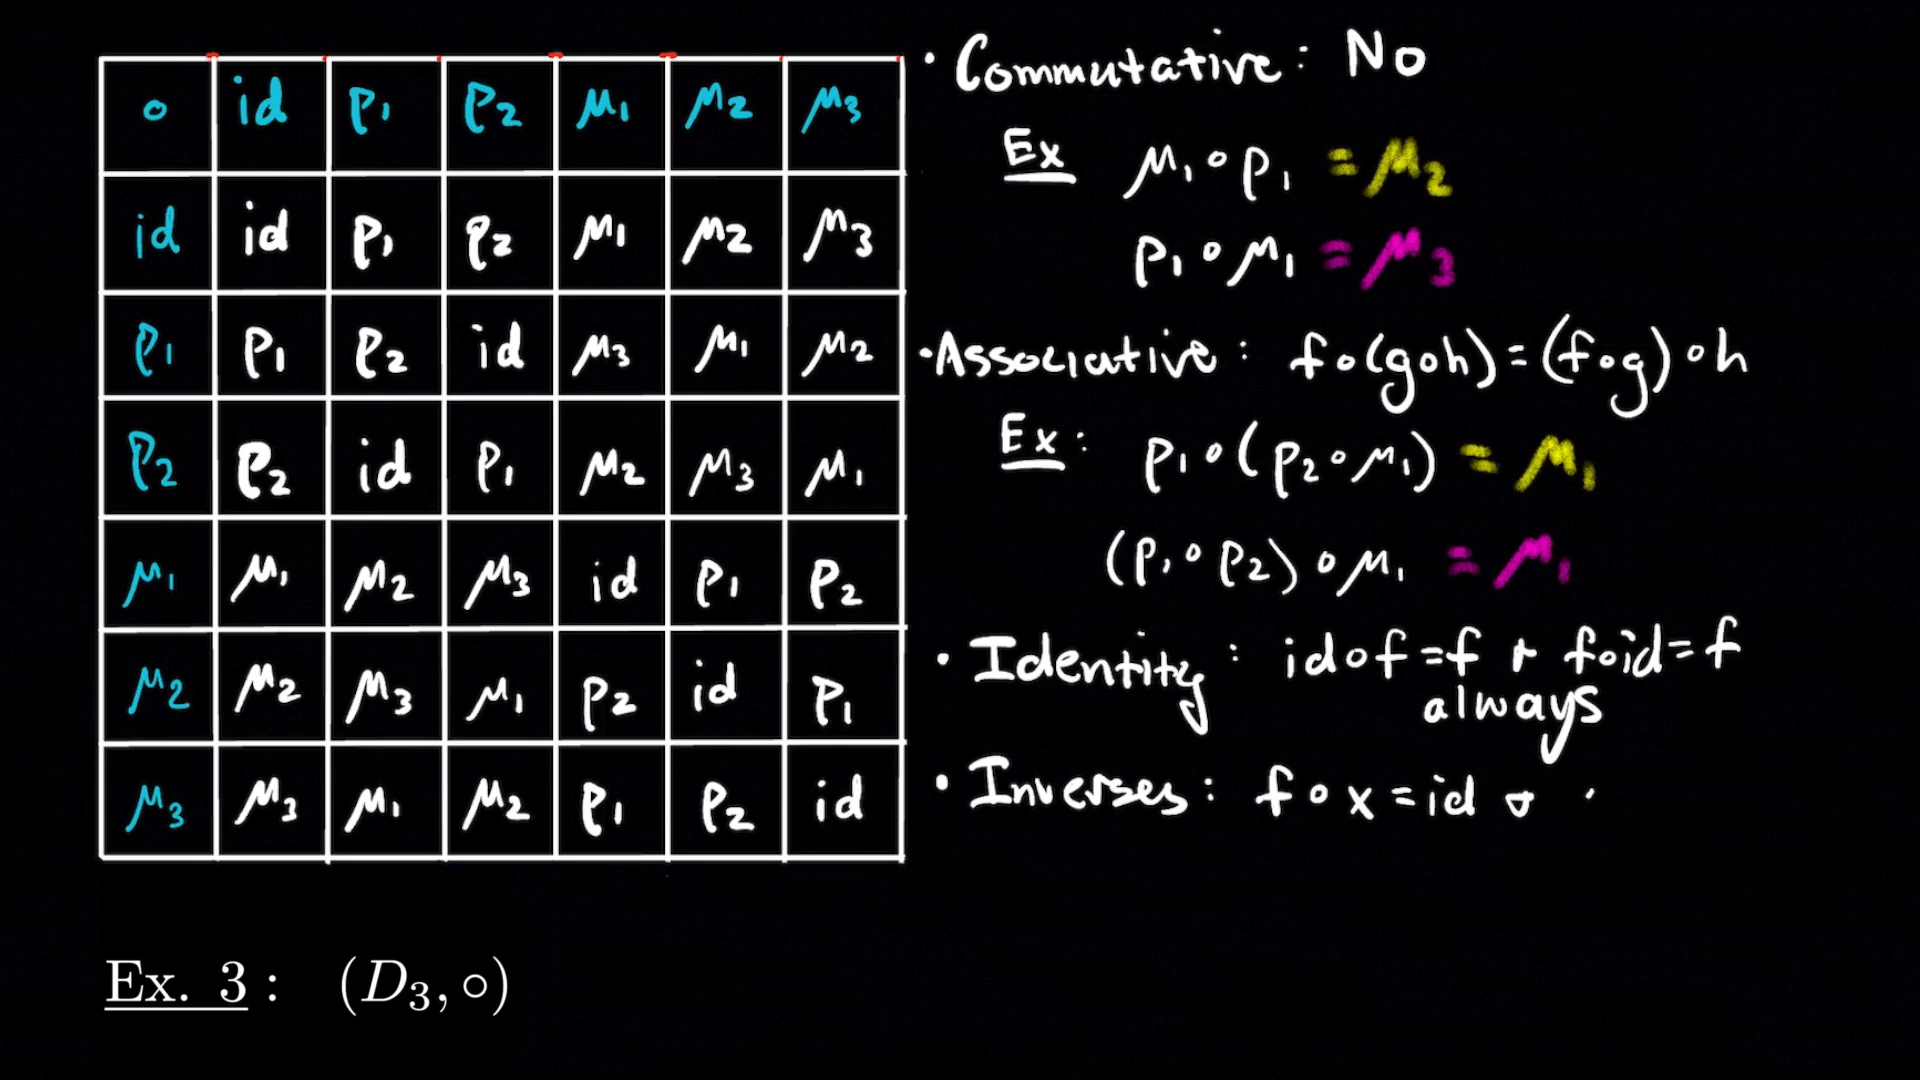 ∘ id ρ₁ ρ₂ μ₁ μ₂ μ₃
id id ρ₁ ρ₂ μ₁ μ₂ μ₃
ρ₁ ρ₁ ρ₂ id μ₃ μ₁ μ₂
ρ₂ ρ₂ id ρ₁ μ₂ μ₃ μ₁
μ₁ μ₁ μ₂ μ₃ id ρ₁ ρ₂
μ₂ μ₂ μ₃ μ₁ ρ₂ id ρ₁
μ₃ μ₃ μ₁ μ₂ ρ₁ ρ₂ id
Ex. 3 : (D₃, ∘)
• Commutative : No
Ex μ₁ ∘ ρ₁ = μ₂
ρ₁ ∘ μ₁ = μ₃
• Associative : f∘(g∘h) = (f∘g)∘h
Ex : ρ₁ ∘ (ρ₂ ∘ μ₁) = μ₁
(ρ₁ ∘ ρ₂) ∘ μ₁ = μ₁
• Identity : id∘f = f + f∘id = f
always
• Inverses : f ∘ x = id